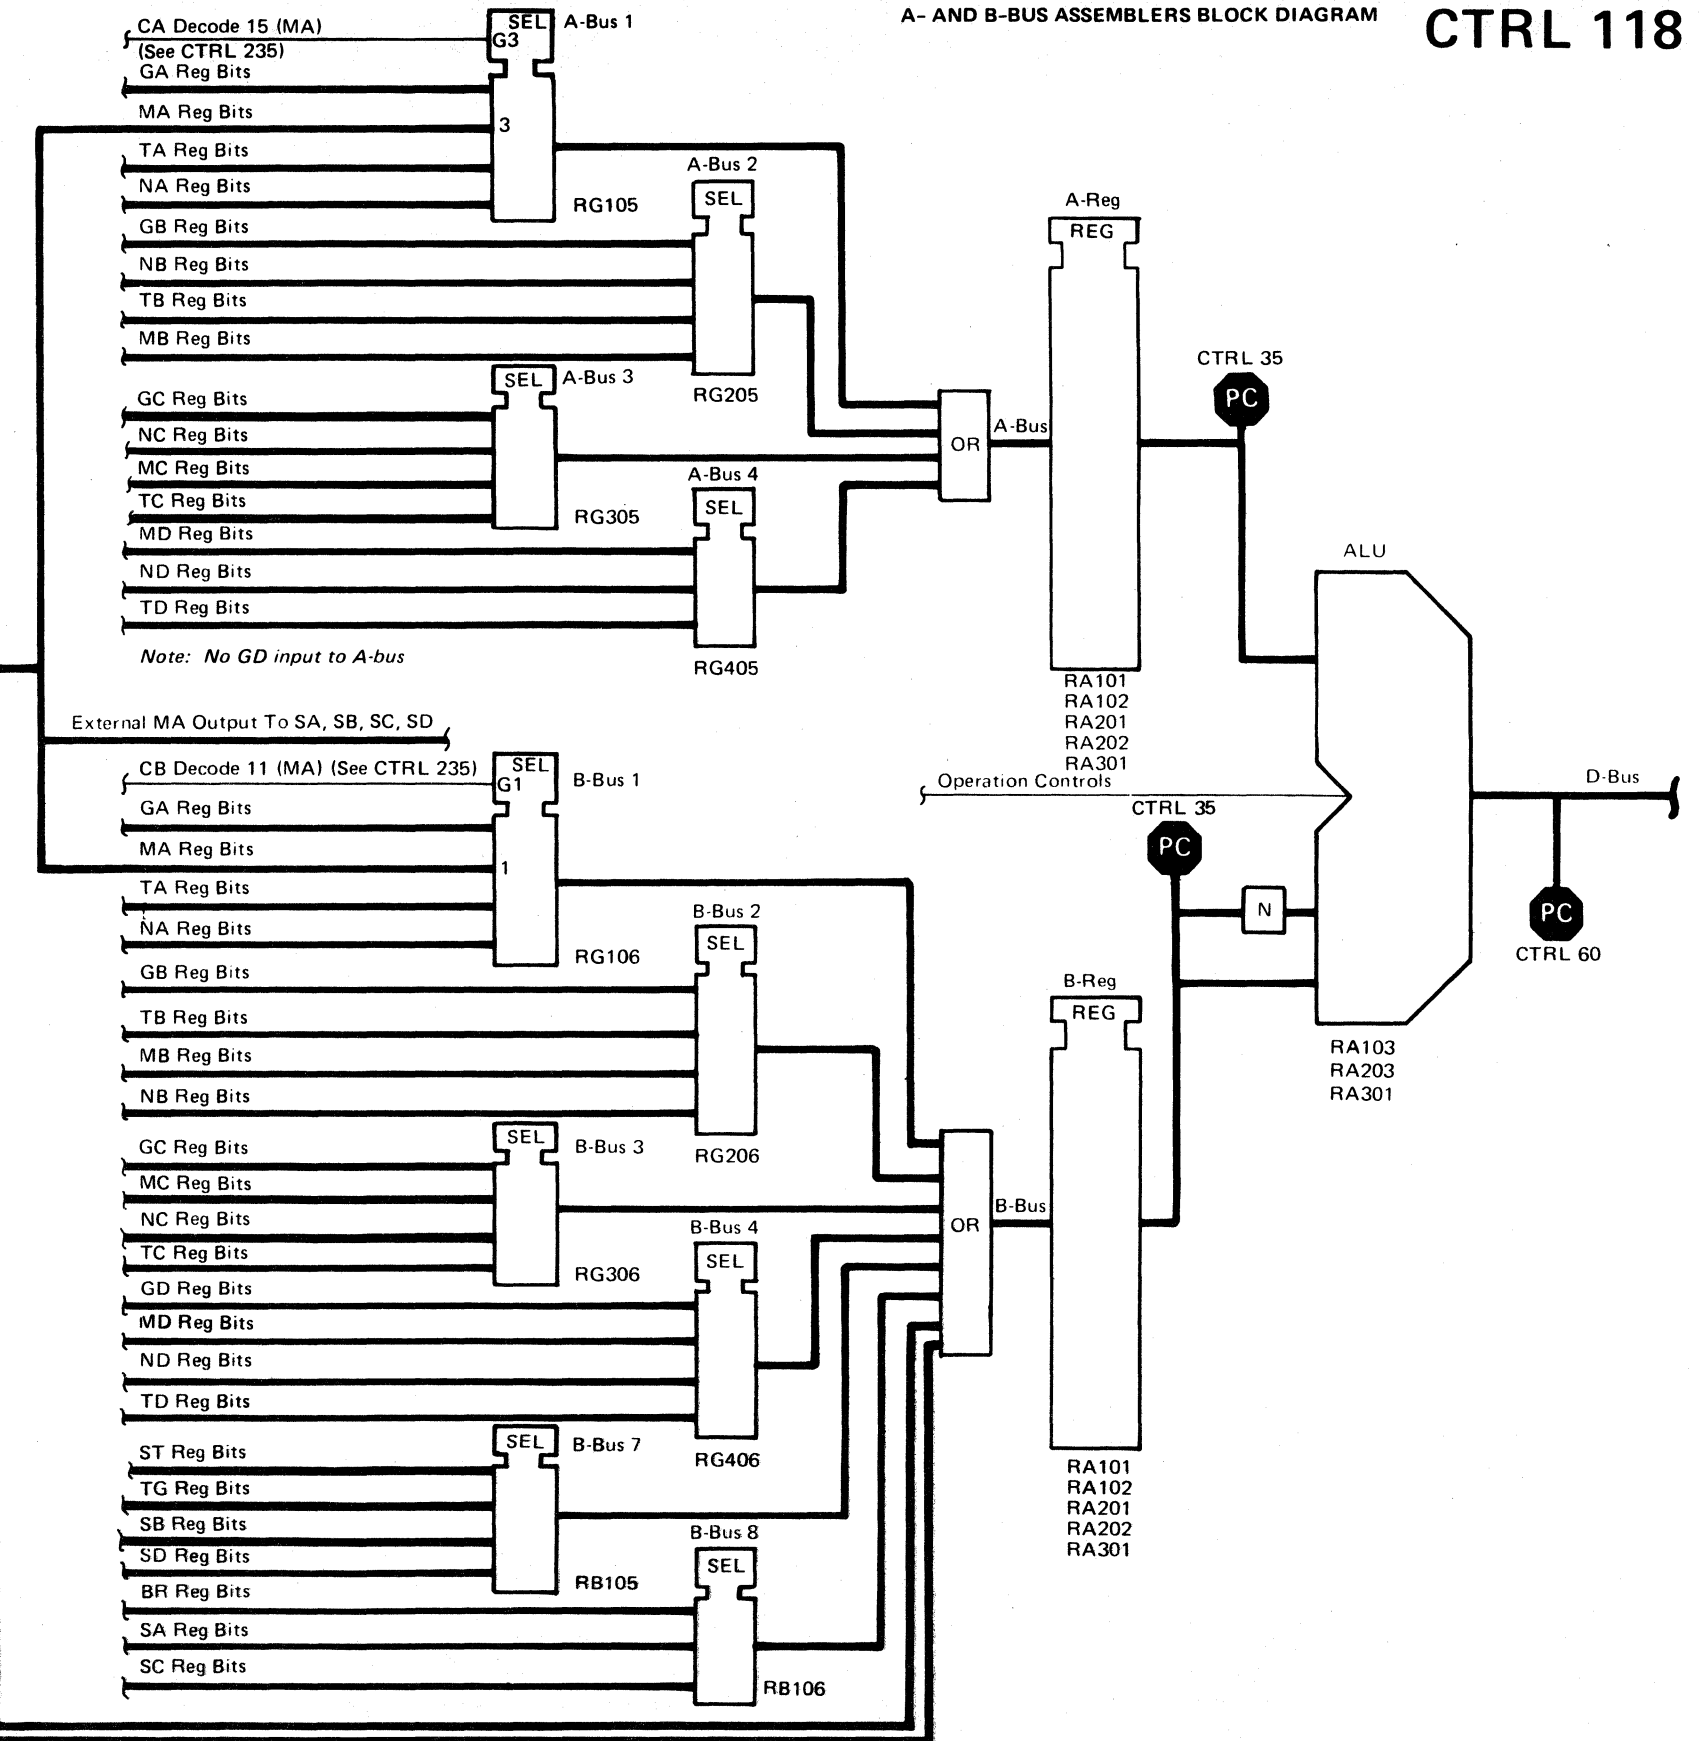 A- AND B-BUS ASSEMBLERS BLOCK DIAGRAM
CTRL 118
CA Decode 15 (MA)
(See CTRL 235)
SEL
G3
A-Bus 1
GA Reg Bits
MA Reg Bits
3
TA Reg Bits
NA Reg Bits
RG105
A-Bus 2
SEL
GB Reg Bits
NB Reg Bits
TB Reg Bits
MB Reg Bits
RG205
SEL
A-Bus 3
GC Reg Bits
NC Reg Bits
MC Reg Bits
TC Reg Bits
RG305
A-Bus 4
SEL
MD Reg Bits
ND Reg Bits
TD Reg Bits
RG405
Note: No GD input to A-bus
OR
A-Bus
A-Reg
REG
RA101
RA102
RA201
RA202
RA301
CTRL 35
PC
ALU
External MA Output To SA, SB, SC, SD
CB Decode 11 (MA) (See CTRL 235)
SEL
G1
B-Bus 1
GA Reg Bits
MA Reg Bits
1
TA Reg Bits
NA Reg Bits
RG106
Operation Controls
CTRL 35
PC
N
D-Bus
PC
CTRL 60
RA103
RA203
RA301
B-Bus 2
SEL
GB Reg Bits
TB Reg Bits
MB Reg Bits
NB Reg Bits
RG206
SEL
B-Bus 3
GC Reg Bits
MC Reg Bits
NC Reg Bits
TC Reg Bits
RG306
B-Bus 4
SEL
GD Reg Bits
MD Reg Bits
ND Reg Bits
TD Reg Bits
RG406
OR
B-Bus
B-Reg
REG
RA101
RA102
RA201
RA202
RA301
SEL
B-Bus 7
ST Reg Bits
TG Reg Bits
SB Reg Bits
SD Reg Bits
RB105
B-Bus 8
SEL
BR Reg Bits
SA Reg Bits
SC Reg Bits
RB106